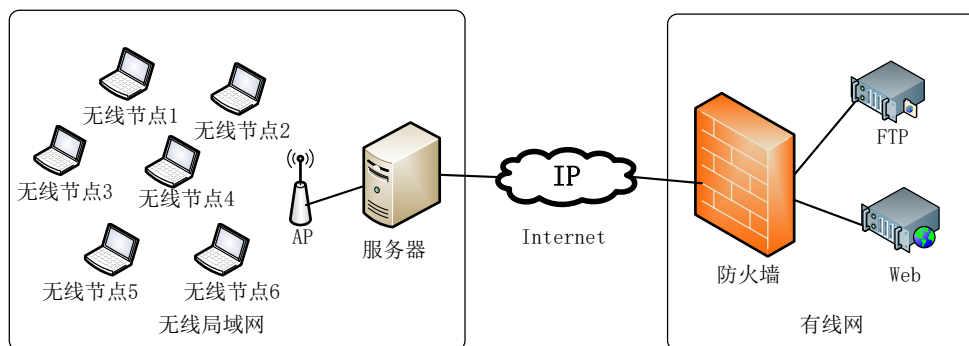 无线节点1
无线节点2
无线节点3
无线节点4
无线节点5
无线节点6
AP
服务器
无线局域网
IP
Internet
防火墙
FTP
Web
有线网